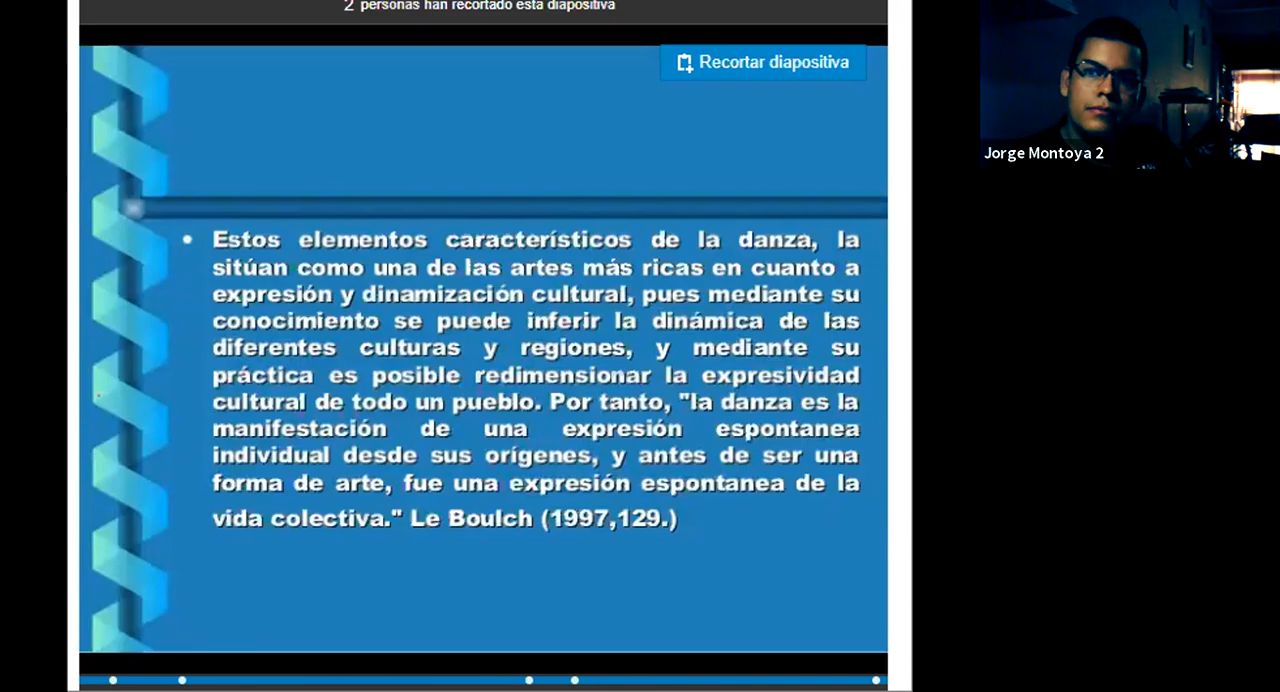 2 personas han recortado esta diapositiva
Recortar diapositiva
Jorge Montoya 2
• Estos elementos característicos de la danza, la
sitúan como una de las artes más ricas en cuanto a
expresión y dinamización cultural, pues mediante su
conocimiento se puede inferir la dinámica de las
diferentes culturas y regiones, y mediante su
práctica es posible redimensionar la expresividad
cultural de todo un pueblo. Por tanto, "la danza es la
manifestación de una expresión espontanea
individual desde sus orígenes, y antes de ser una
forma de arte, fue una expresión espontanea de la
vida colectiva." Le Boulch (1997,129.)